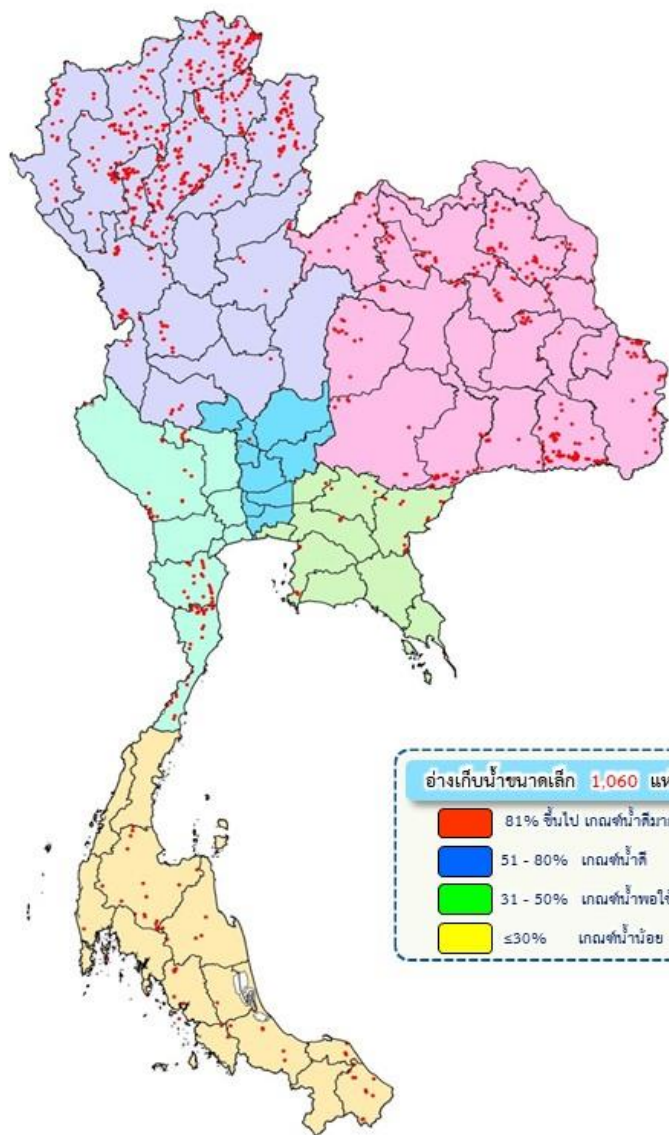 อ่างเก็บน้ำขนาดเล็ก 1,060
81% ขึ้นไป
51 - 80% เกณฑ์น้ำดี
31 - 50%
≤30% เกณฑ์น้ำน้อย